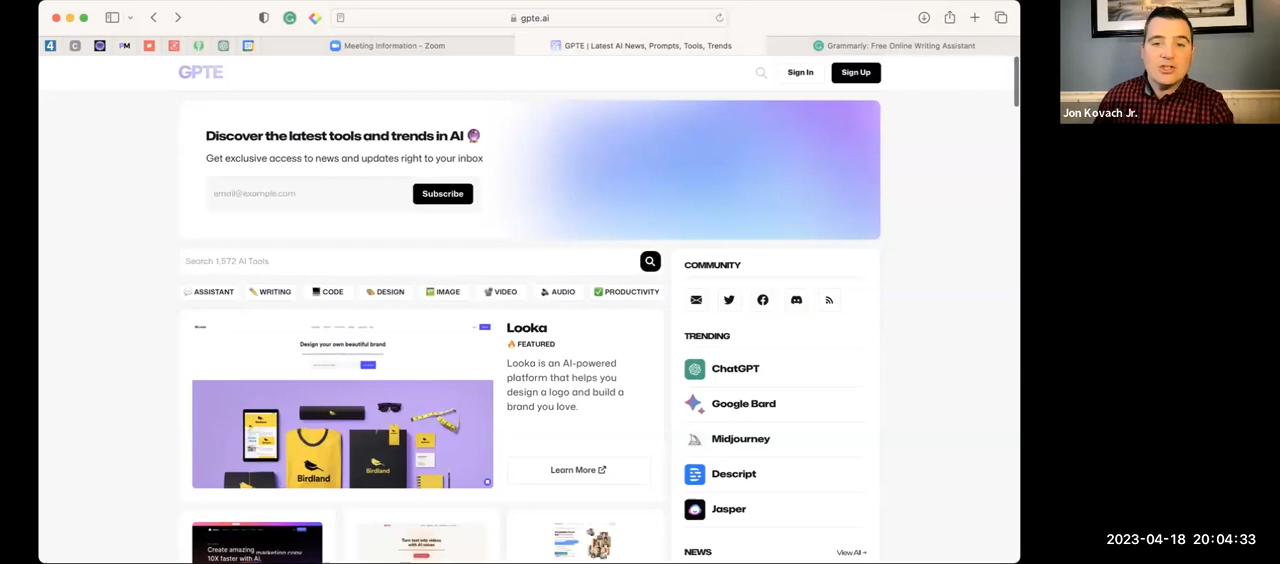 gpte.ai
4
C
PM
Meeting Information – Zoom
GPTE | Latest AI News, Prompts, Tools, Trends
Grammarly: Free Online Writing Assistant
GPTE
Sign In
Sign Up
Discover the latest tools and trends in AI
Get exclusive access to news and updates right to your inbox
email@example.com
Subscribe
Search 1,572 AI Tools
ASSISTANT
WRITING
CODE
DESIGN
IMAGE
VIDEO
AUDIO
PRODUCTIVITY
Design your own beautiful brand
Birdland
Birdland
Looka
FEATURED
Looka is an AI-powered
platform that helps you
design a logo and build a
brand you love.
Learn More
Create amazing marketing copy
10X faster with AI.
Turn text into videos
with AI voices
COMMUNITY
TRENDING
ChatGPT
Google Bard
Midjourney
Descript
Jasper
NEWS
View All→
Jon Kovach Jr.
2023-04-18 20:04:33